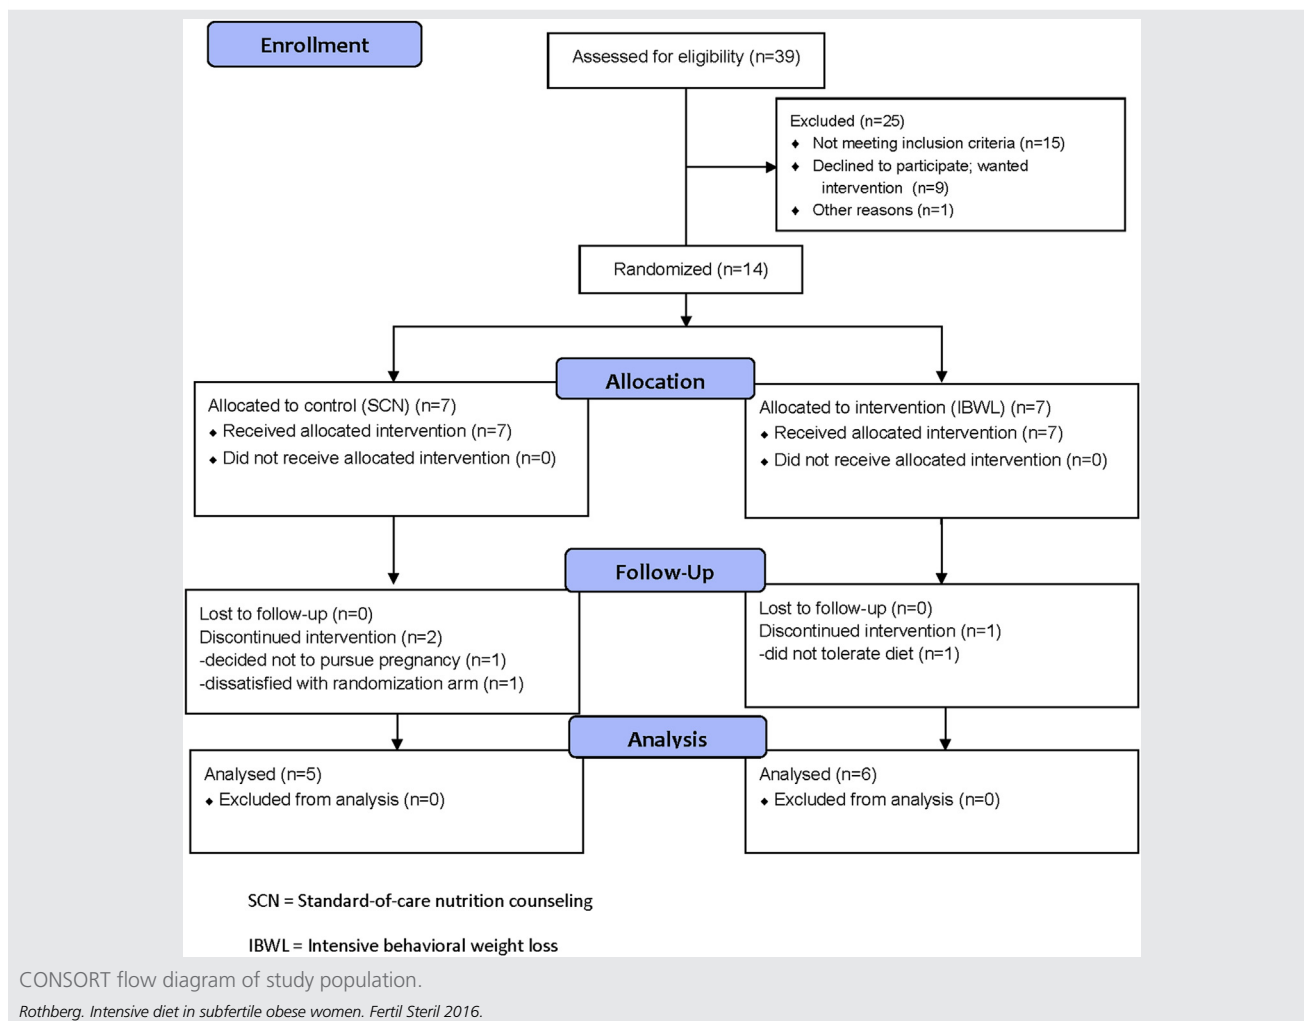 Enrollment
Assessed for eligibility (n=39)
Excluded (n=25)
♦ Not meeting inclusion criteria (n=15)
♦ Declined to participate; wanted
intervention (n=9)
♦ Other reasons (n=1)
Randomized (n=14)
Allocation
Allocated to control (SCN) (n=7)
♦ Received allocated intervention (n=7)
♦ Did not receive allocated intervention (n=0)
Allocated to intervention (IBWL) (n=7)
♦ Received allocated intervention (n=7)
♦ Did not receive allocated intervention (n=0)
Follow-Up
Lost to follow-up (n=0)
Discontinued intervention (n=2)
-decided not to pursue pregnancy (n=1)
-dissatisfied with randomization arm (n=1)
Lost to follow-up (n=0)
Discontinued intervention (n=1)
-did not tolerate diet (n=1)
Analysis
Analysed (n=5)
♦ Excluded from analysis (n=0)
Analysed (n=6)
♦ Excluded from analysis (n=0)
SCN = Standard-of-care nutrition counseling
IBWL = Intensive behavioral weight loss
CONSORT flow diagram of study population.
Rothberg. Intensive diet in subfertile obese women. Fertil Steril 2016.